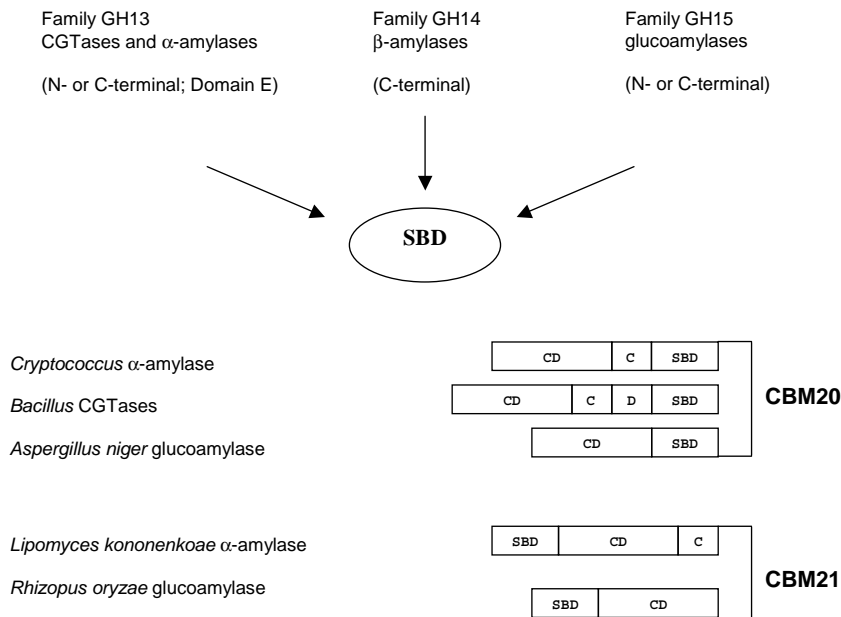 Family GH13
CGTases and α-amylases
(N- or C-terminal; Domain E)
Family GH14
β-amylases
(C-terminal)
Family GH15
glucoamylases
(N- or C-terminal)
SBD
Cryptococcus α-amylase
CD C SBD
Bacillus CGTases
CD C D SBD
Aspergillus niger glucoamylase
CD SBD
CBM20
Lipomyces kononenkoae α-amylase
SBD CD C
Rhizopus oryzae glucoamylase
SBD CD
CBM21